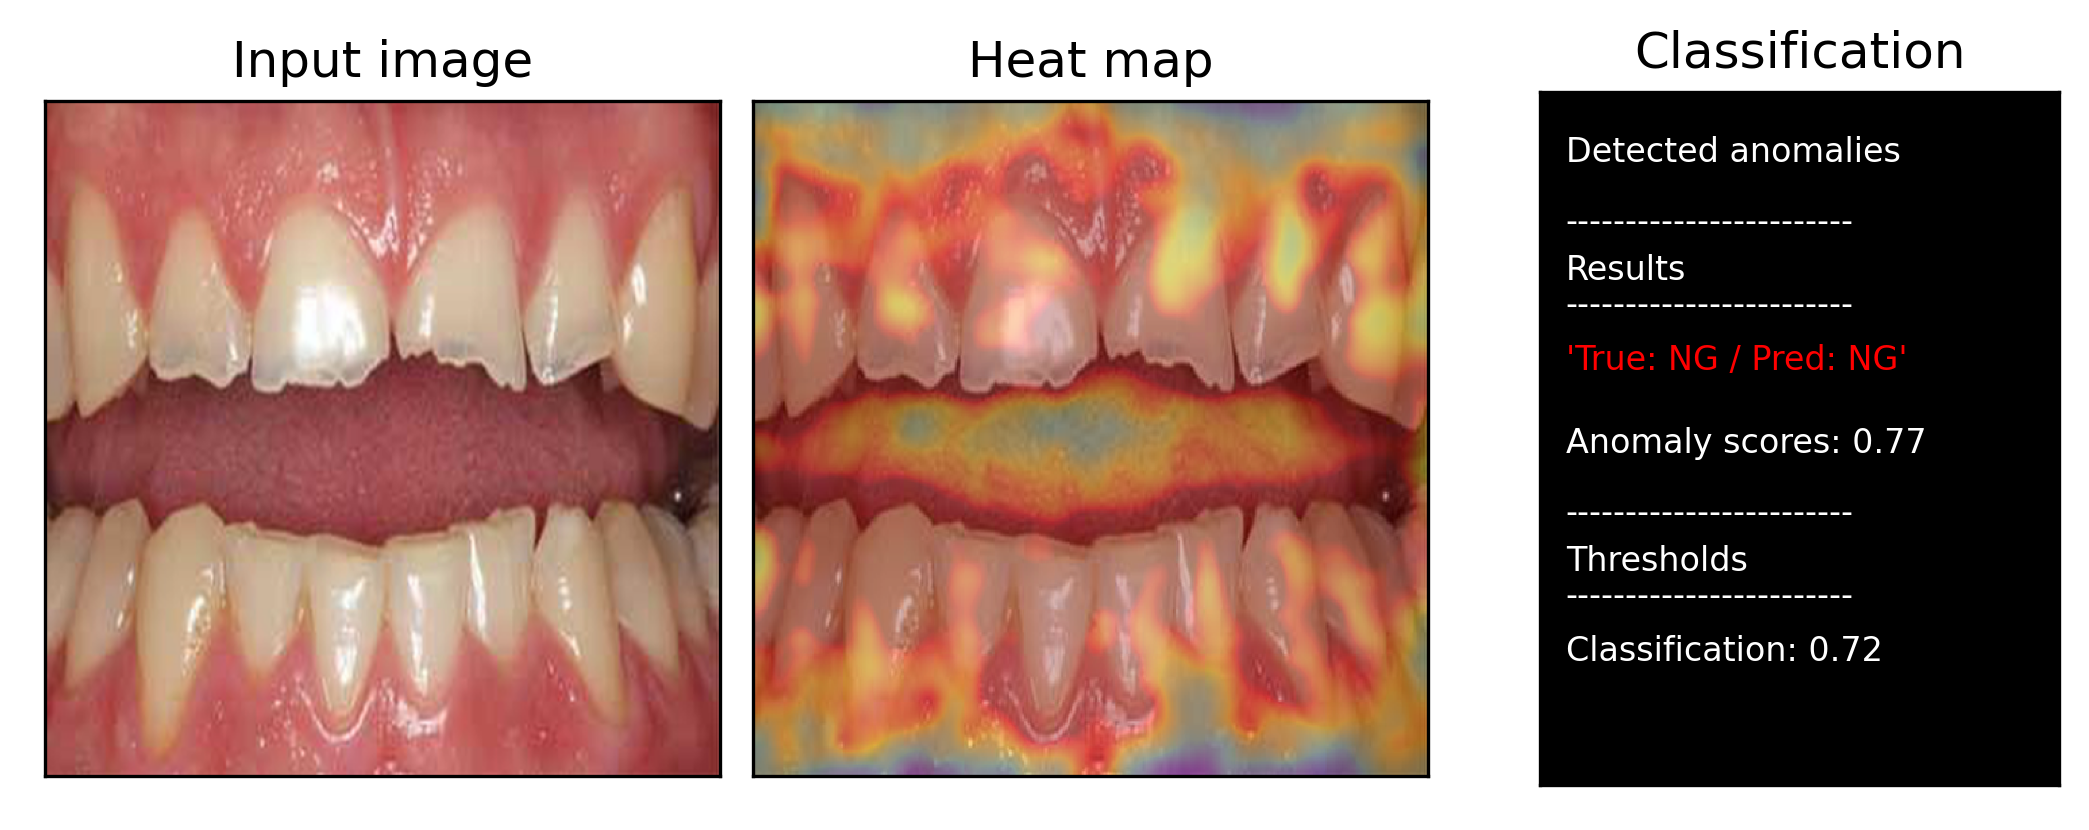 Input image
Heat map
Classification
Detected anomalies
------------------------
Results
------------------------
'True: NG / Pred: NG'
Anomaly scores: 0.77
------------------------
Thresholds
------------------------
Classification: 0.72